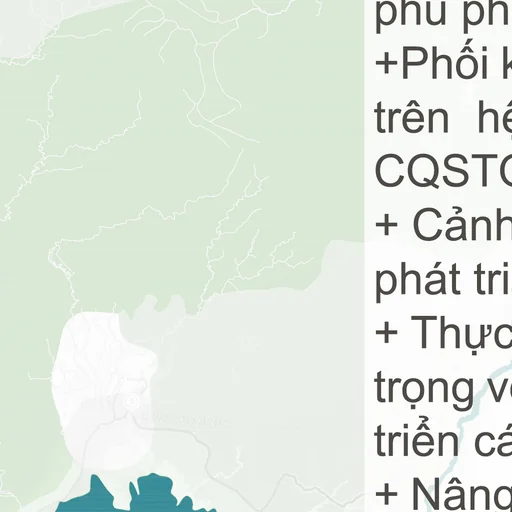 phù ph
+Phối k
trên hệ
CQSTC
+ Cảnh
phát tri
+ Thực
trọng v
triển cá
+ Nâng